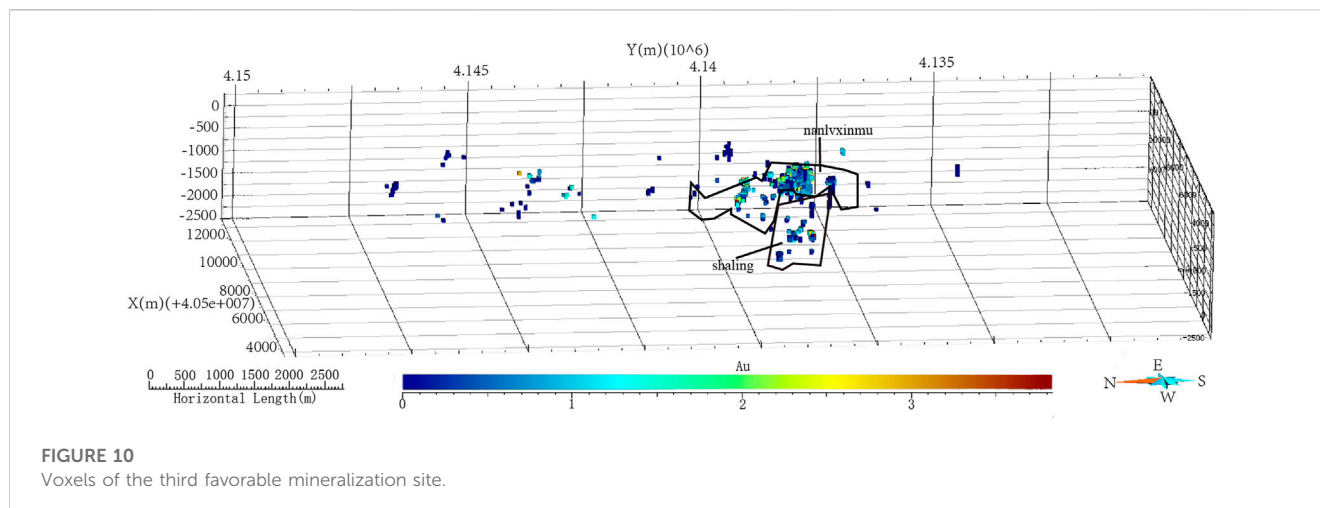 Y(m)(10^6)
4.15
4.145
4.14
4.135
0
-500
-1000
-1500
-2000
-2500
12000
10000
8000
X(m)(+4.05e+007)
6000
4000
nanlvxinmu
shaling
-2500
0 500 1000 1500 2000 2500
Horizontal Length(m)
Au
0 1 2 3
N E S W
FIGURE 10
Voxels of the third favorable mineralization site.